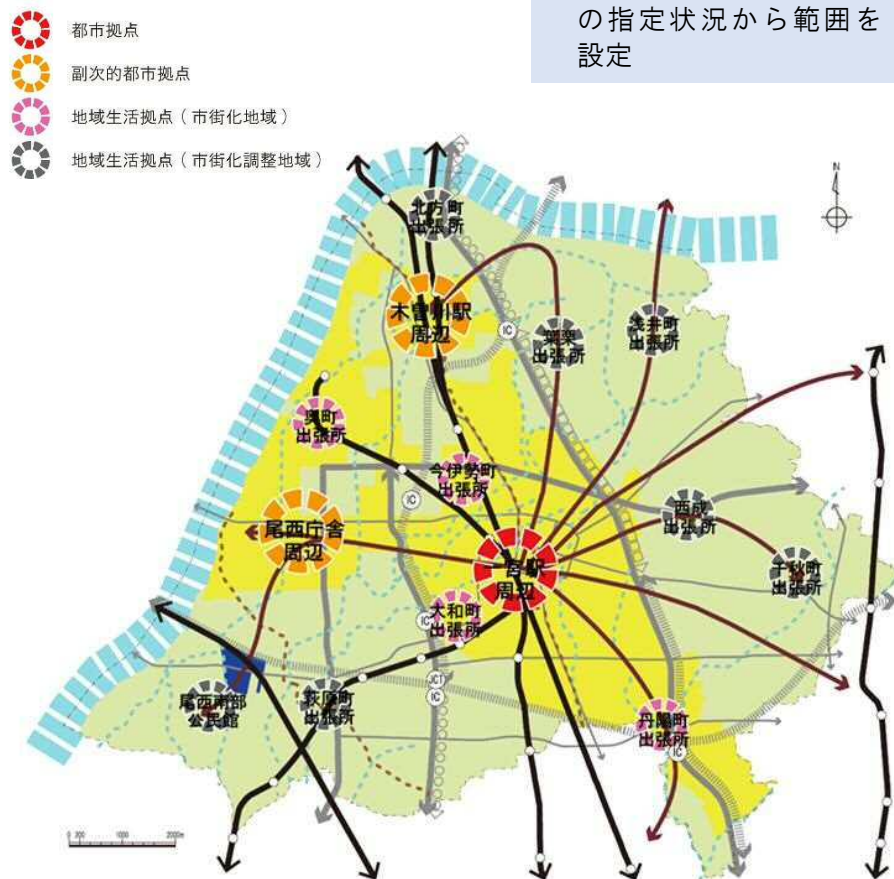 都市拠点
の指定状況から範囲を
設定
副次的都市拠点
地域生活拠点（市街化地域）
地域生活拠点（市街化調整地域）
N
北方町
出張所
木曽川駅
周辺
葉栗
出張所
浅井町
出張所
IC
奥町
出張所
今伊勢町
出張所
IC
西成
出張所
尾西庁舎
周辺
一宮駅
周辺
千秋町
出張所
大和町
出張所
IC
JCT
IC
尾西南部
公民館
萩原町
出張所
丹陽町
出張所
IC
0 200 1000 2000m